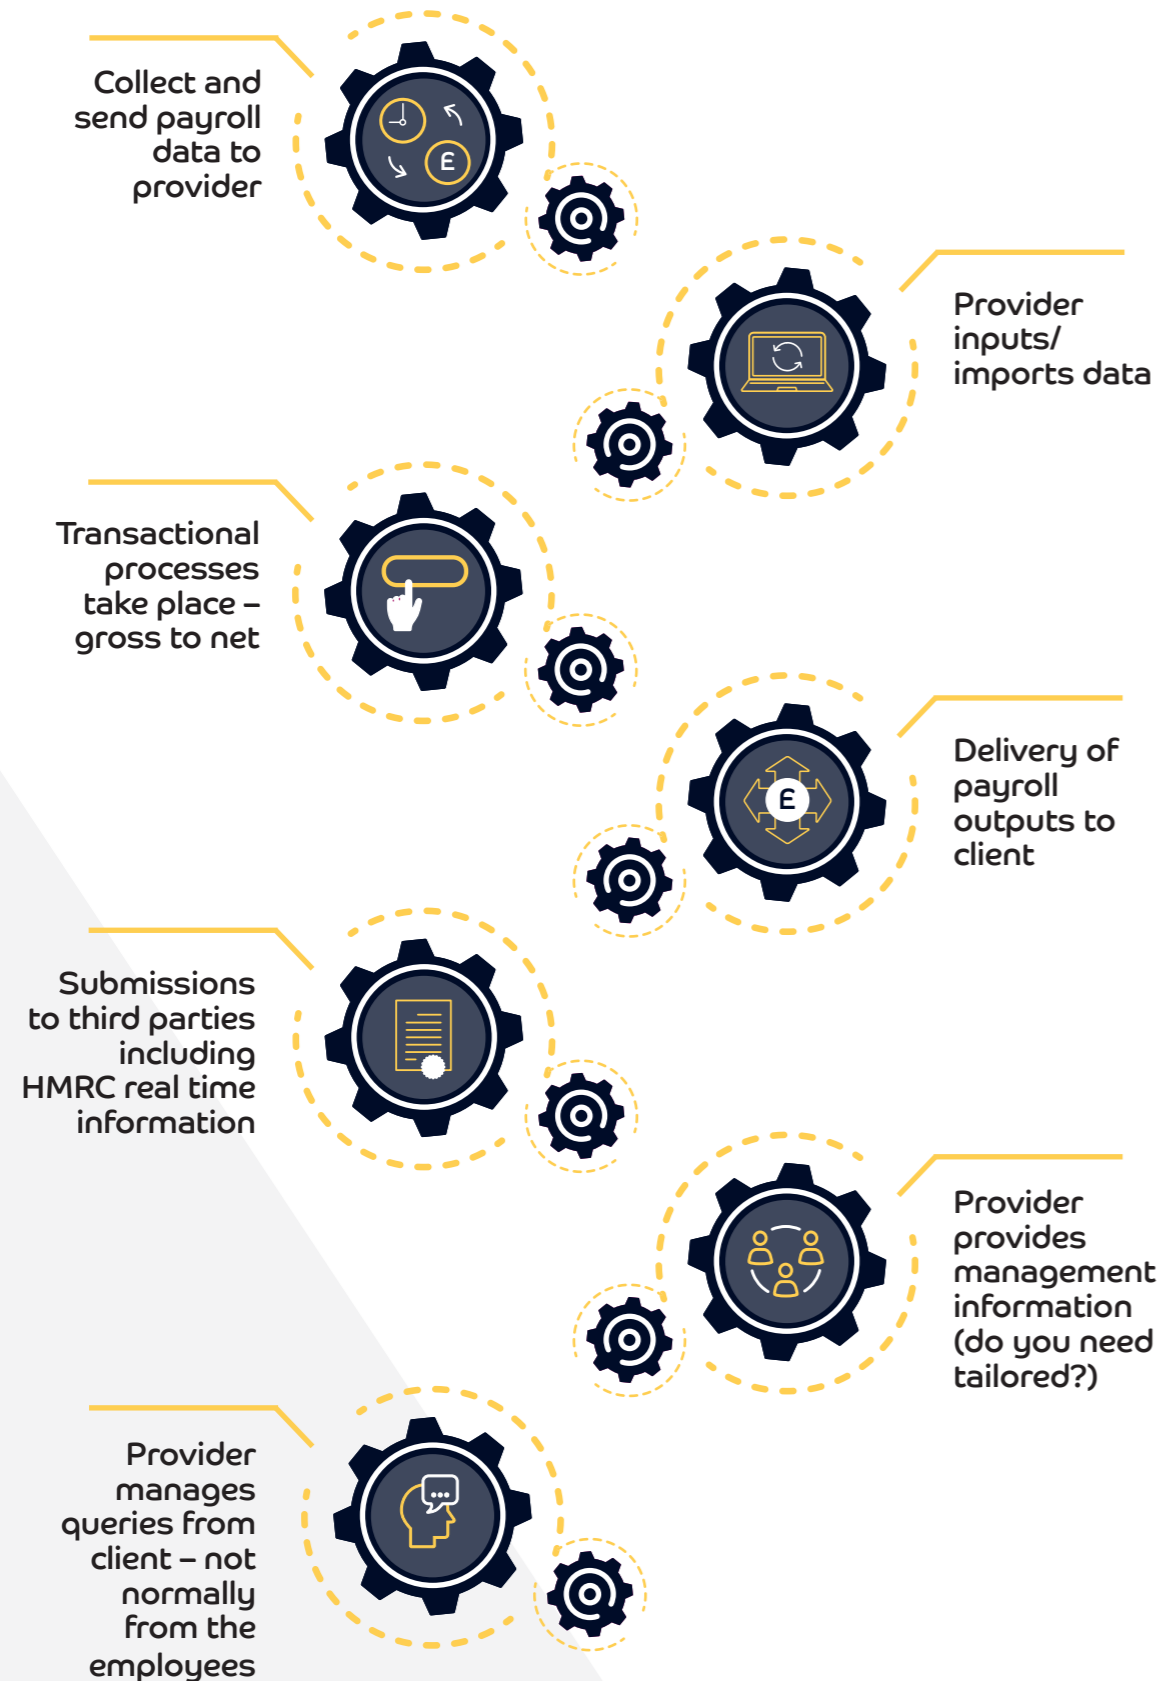 Collect and
send payroll
data to
provider
£
Provider
inputs/
imports data
Transactional
processes
take place –
gross to net
Delivery of
payroll
outputs to
client
£
Submissions
to third parties
including
HMRC real time
information
Provider
provides
management
information
(do you need
tailored?)
Provider
manages
queries from
client – not
normally
from the
employees